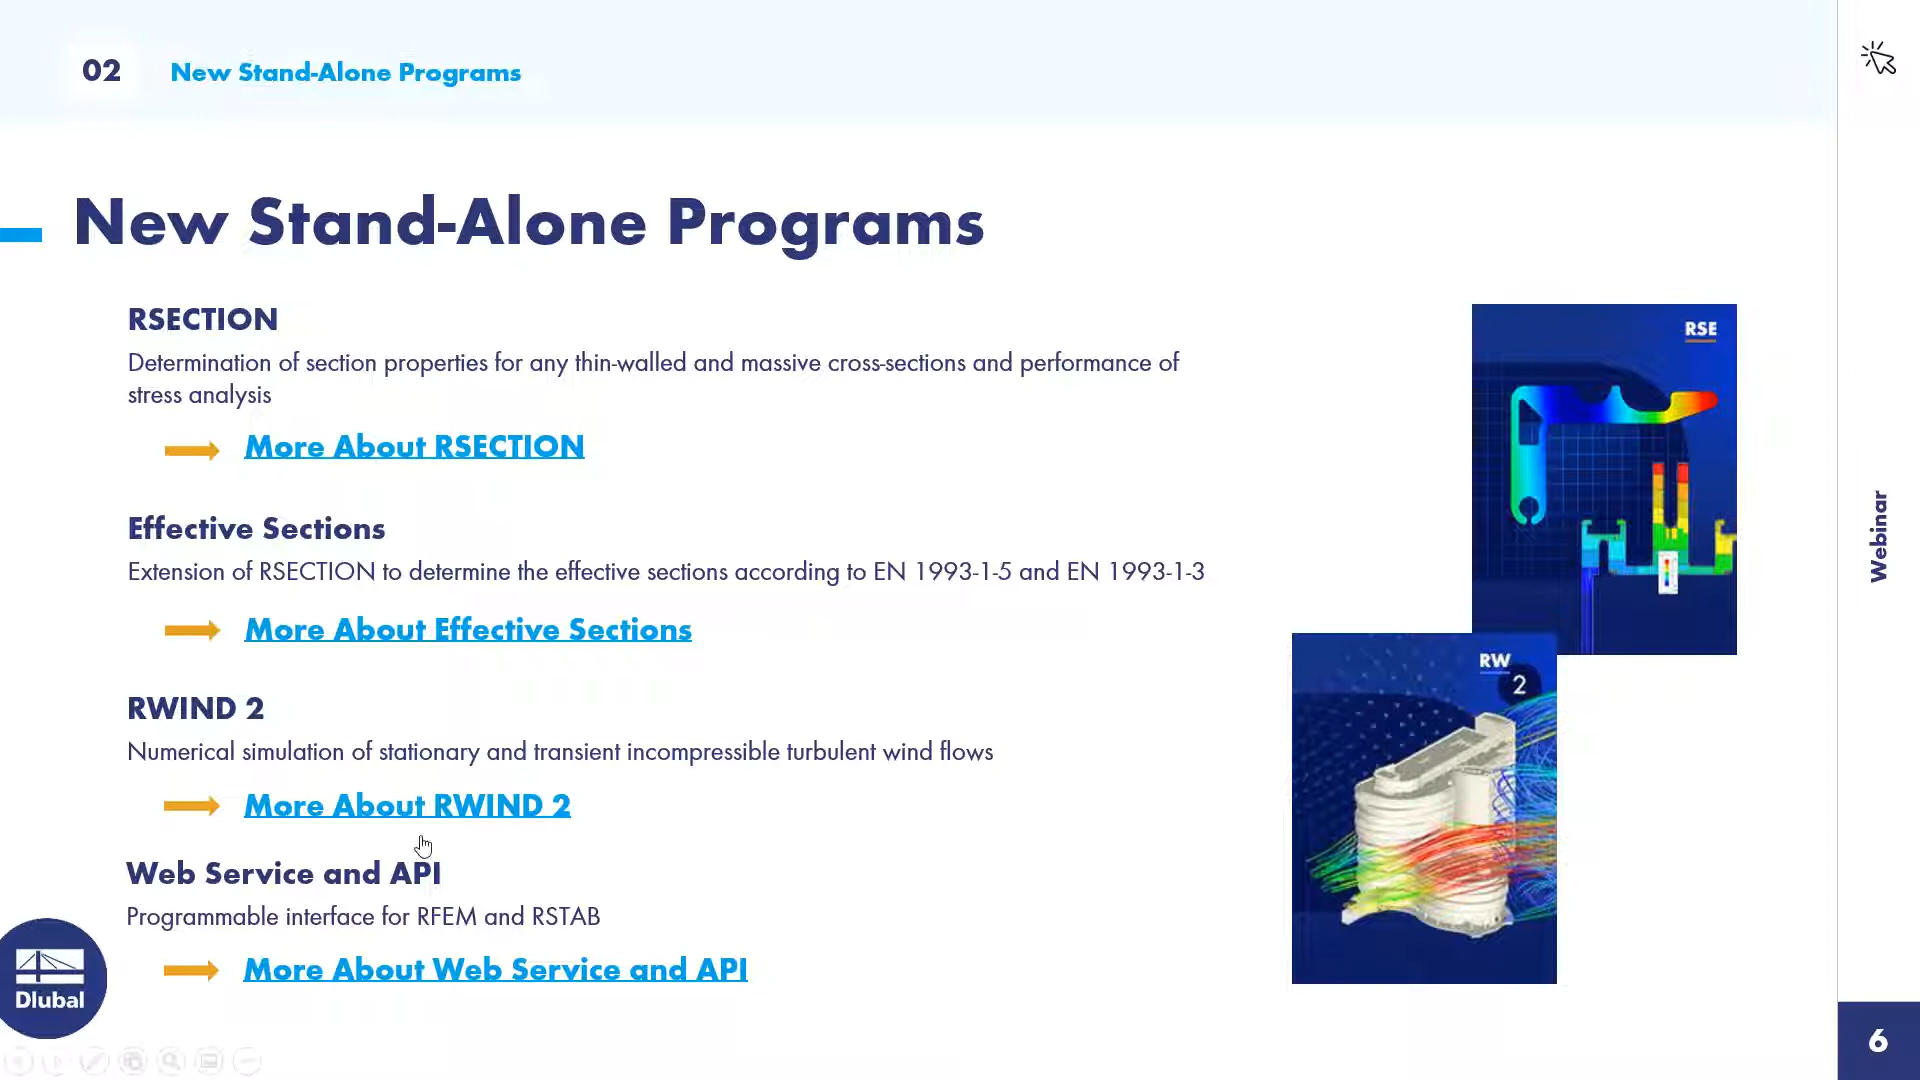 02
New Stand-Alone Programs
New Stand-Alone Programs
RSECTION
Determination of section properties for any thin-walled and massive cross-sections and performance of
stress analysis
More About RSECTION
Effective Sections
Extension of RSECTION to determine the effective sections according to EN 1993-1-5 and EN 1993-1-3
More About Effective Sections
RWIND 2
Numerical simulation of stationary and transient incompressible turbulent wind flows
More About RWIND 2
Web Service and API
Programmable interface for RFEM and RSTAB
More About Web Service and API
RSE
RW
2
Dlubal
Webinar
6